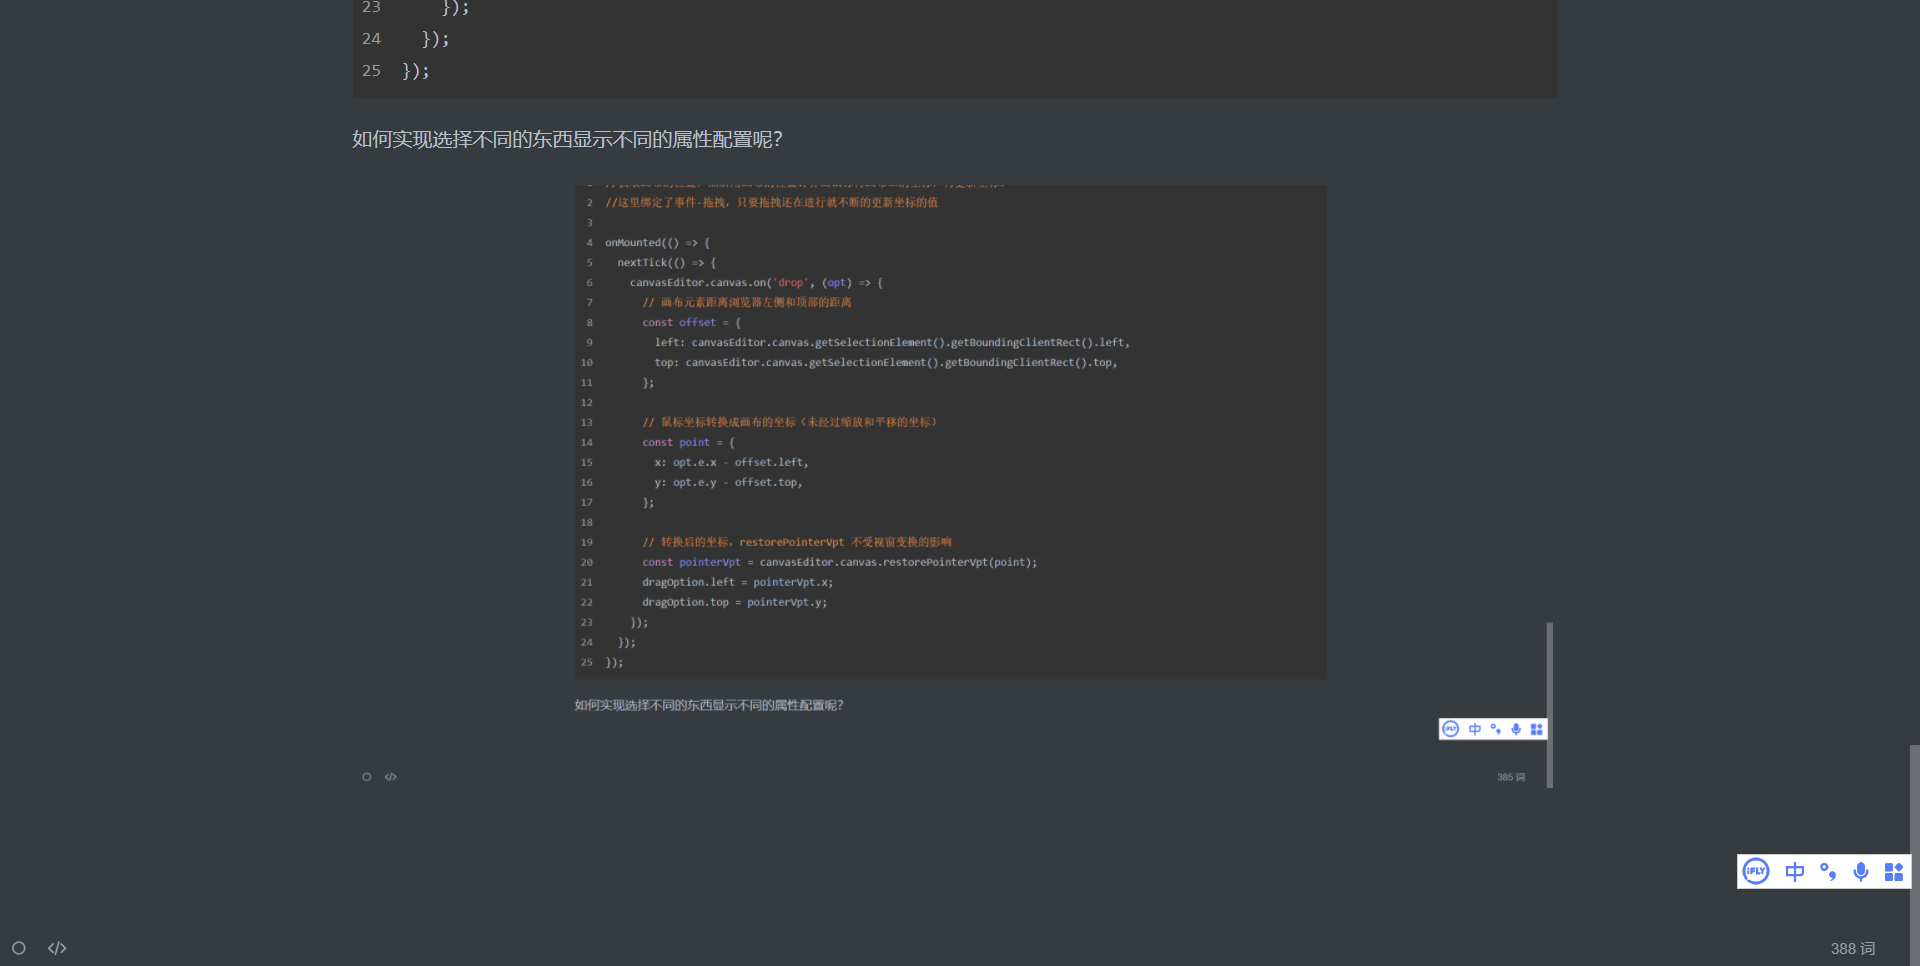 23 });
24 });
25 });
如何实现选择不同的东西显示不同的属性配置呢？
2 //这里绑定了事件-拖拽，只要拖拽还在进行就不断的更新坐标的值
3
4 onMounted(() => {
5 nextTick(() => {
6 canvasEditor.canvas.on('drop', (opt) => {
7 // 画布元素距离浏览器左侧和顶部的距离
8 const offset = {
9 left: canvasEditor.canvas.getSelectionElement().getBoundingClientRect().left,
10 top: canvasEditor.canvas.getSelectionElement().getBoundingClientRect().top,
11 };
12
13 // 鼠标坐标转换成画布的坐标（未经过缩放和平移的坐标）
14 const point = {
15 x: opt.e.x - offset.left,
16 y: opt.e.y - offset.top,
17 };
18
19 // 转换后的坐标，restorePointerVpt 不受视窗变换的影响
20 const pointerVpt = canvasEditor.canvas.restorePointerVpt(point);
21 dragOption.left = pointerVpt.x;
22 dragOption.top = pointerVpt.y;
23 });
24 });
25 });
如何实现选择不同的东西显示不同的属性配置呢？
iFLY 中
</> 385 词
iFLY 中
</> 388 词